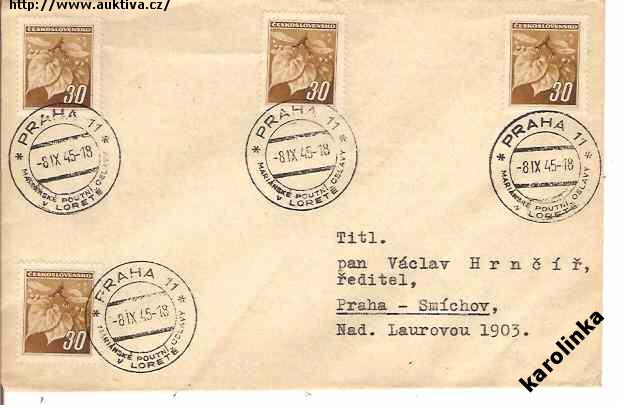 http://www.auktiva.cz/
ČESKOSLOVENSKO
30
ČESKOSLOVENSKO
30
ČESKOSLOVENSKO
30
* PRAHA 11 *
-8 IX 45-18
MARIÁNSKÉ POUTNÍ OSLAVY
V LORETĚ
* PRAHA 11 *
-8 IX 45-18
MARIÁNSKÉ POUTNÍ OSLAVY
V LORETĚ
* PRAHA 11 *
-8 IX 45-18
MARIÁNSKÉ POUTNÍ OSLAVY
V LORETĚ
Titl.
pan Václav Hrnčíř,
ředitel,
Praha - Smíchov,
Nad. Laurovou 1903.
ČESKOSLOVENSKO
30
* PRAHA 11 *
-8 IX 45-18
MARIÁNSKÉ POUTNÍ OSLAVY
V LORETĚ
karolinka